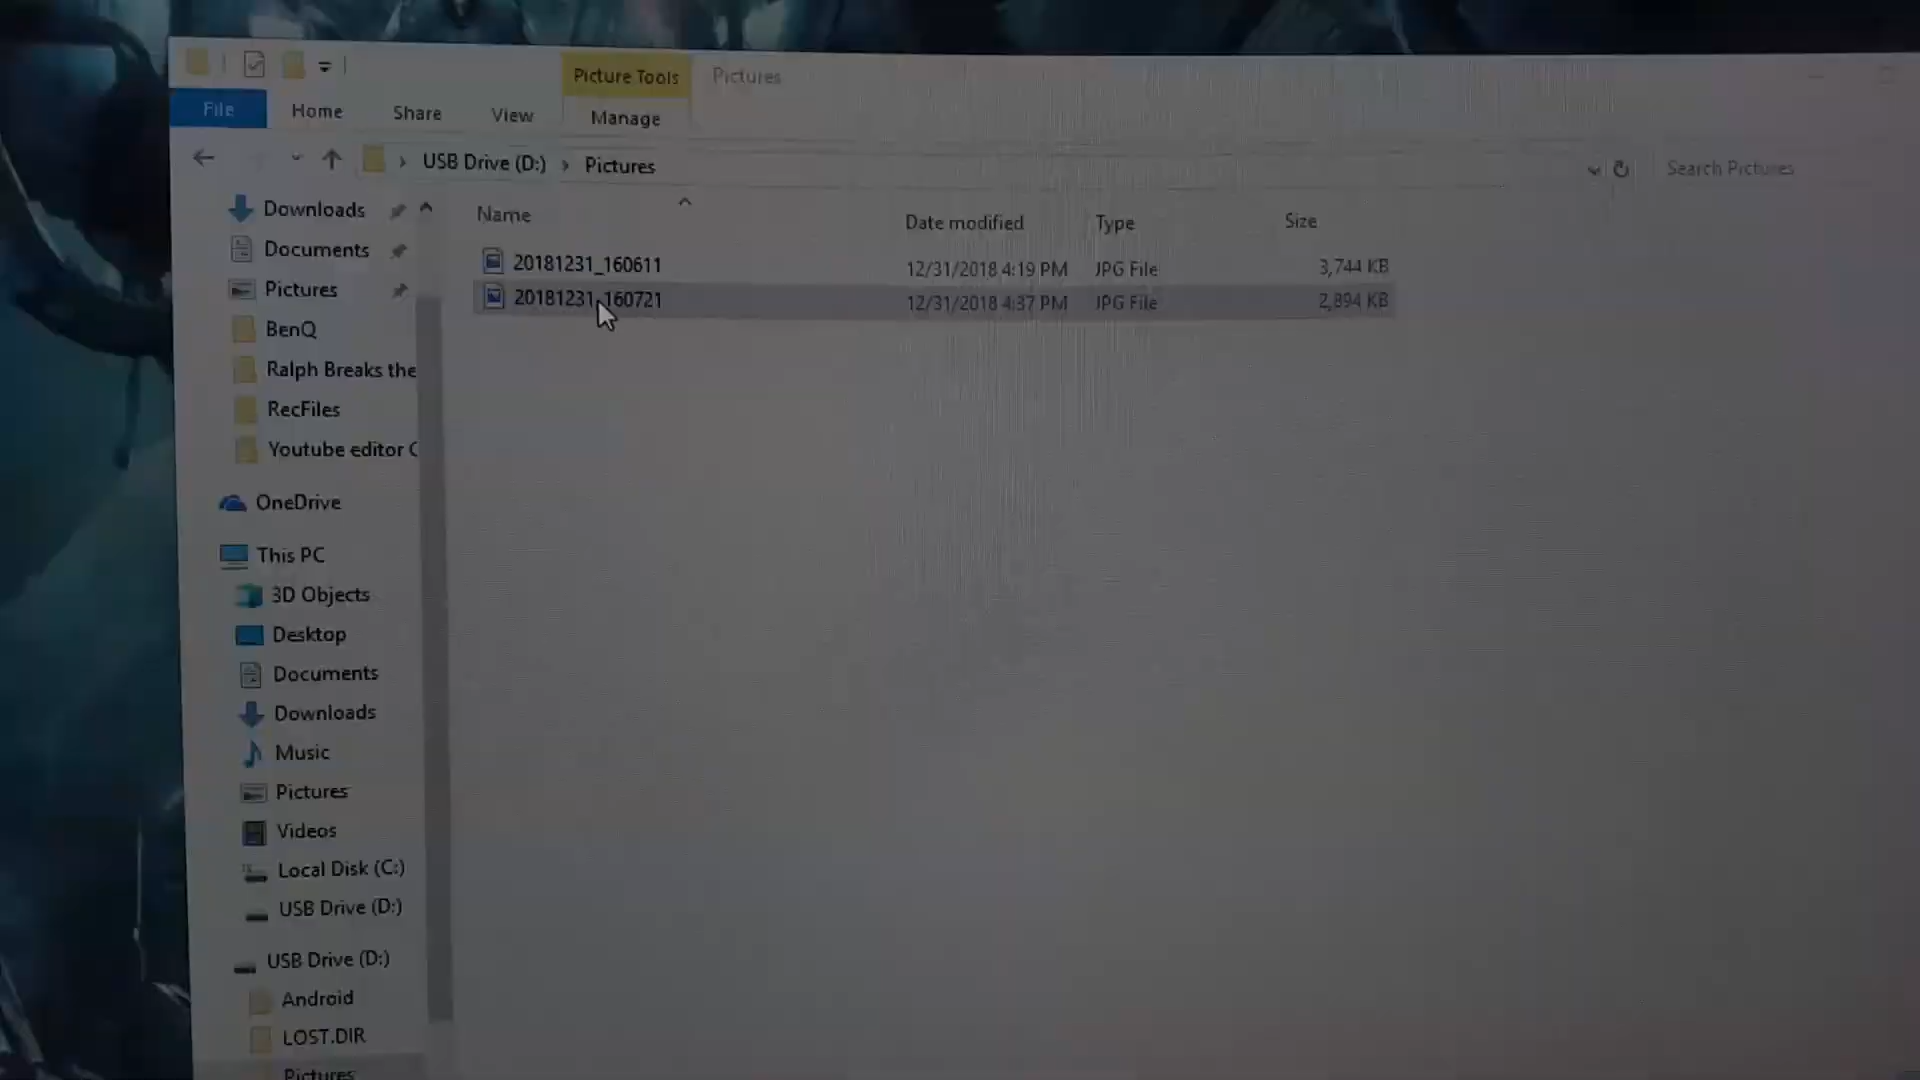 Picture Tools Pictures
File Home Share View Manage
USB Drive (D:) Pictures Search Pictures
Name Date modified Type Size
20181231_160611 12/31/2018 4:19 PM JPG File 3,744 KB
20181231_160721 12/31/2018 4:37 PM JPG File 2,894 KB
Downloads
Documents
Pictures
BenQ
Ralph Breaks the
RecFiles
Youtube editor C
OneDrive
This PC
3D Objects
Desktop
Documents
Downloads
Music
Pictures
Videos
Local Disk (C:)
USB Drive (D:)
USB Drive (D:)
Android
LOST.DIR
Pictures